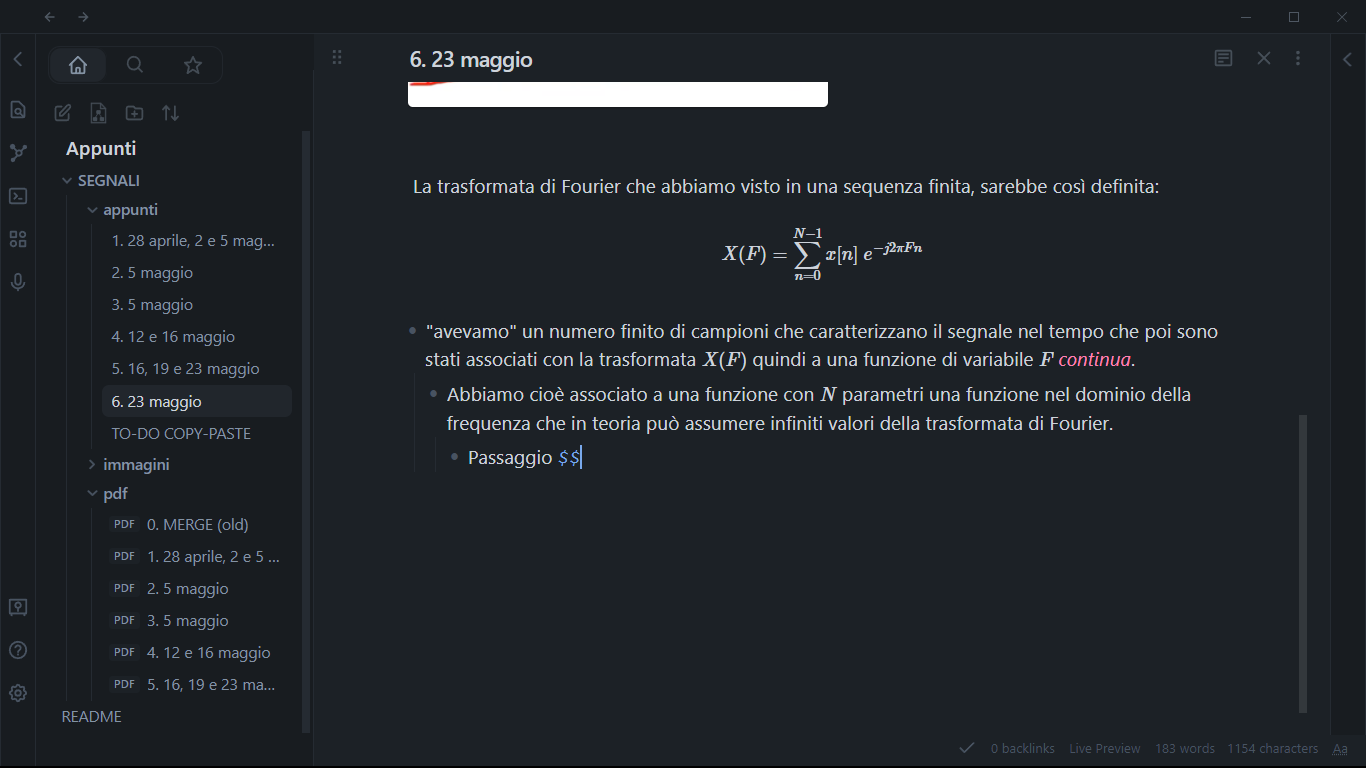 Appunti
SEGNALI
appunti
1. 28 aprile, 2 e 5 mag...
2. 5 maggio
3. 5 maggio
4. 12 e 16 maggio
5. 16, 19 e 23 maggio
6. 23 maggio
TO-DO COPY-PASTE
immagini
pdf
PDF 0. MERGE (old)
PDF 1. 28 aprile, 2 e 5 ...
PDF 2. 5 maggio
PDF 3. 5 maggio
PDF 4. 12 e 16 maggio
PDF 5. 16, 19 e 23 ma...
README
6. 23 maggio
La trasformata di Fourier che abbiamo visto in una sequenza finita, sarebbe così definita:
X(F) = ∑_{n=0}^{N−1} x[n] e^{−j2πFn}
"avevamo" un numero finito di campioni che caratterizzano il segnale nel tempo che poi sono
stati associati con la trasformata X(F) quindi a una funzione di variabile F continua.
Abbiamo cioè associato a una funzione con N parametri una funzione nel dominio della
frequenza che in teoria può assumere infiniti valori della trasformata di Fourier.
Passaggio $$
0 backlinks Live Preview 183 words 1154 characters Aa